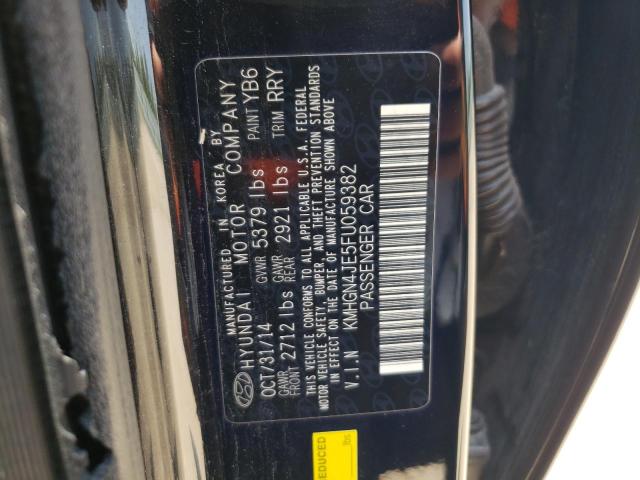 MANUFACTURED IN KOREA BY
HYUNDAI MOTOR COMPANY
OCT/31/14 GVWR 5379 lbs PAINT YB6
GAWR FRONT 2712 lbs GAWR REAR 2921 lbs TRIM RRY
THIS VEHICLE CONFORMS TO ALL APPLICABLE U.S.A. FEDERAL
MOTOR VEHICLE SAFETY, BUMPER, AND THEFT PREVENTION STANDARDS
IN EFFECT ON THE DATE OF MANUFACTURE SHOWN ABOVE
V.I.N KMHGN4JE5FU059382
PASSENGER CAR
REDUCED
lbs